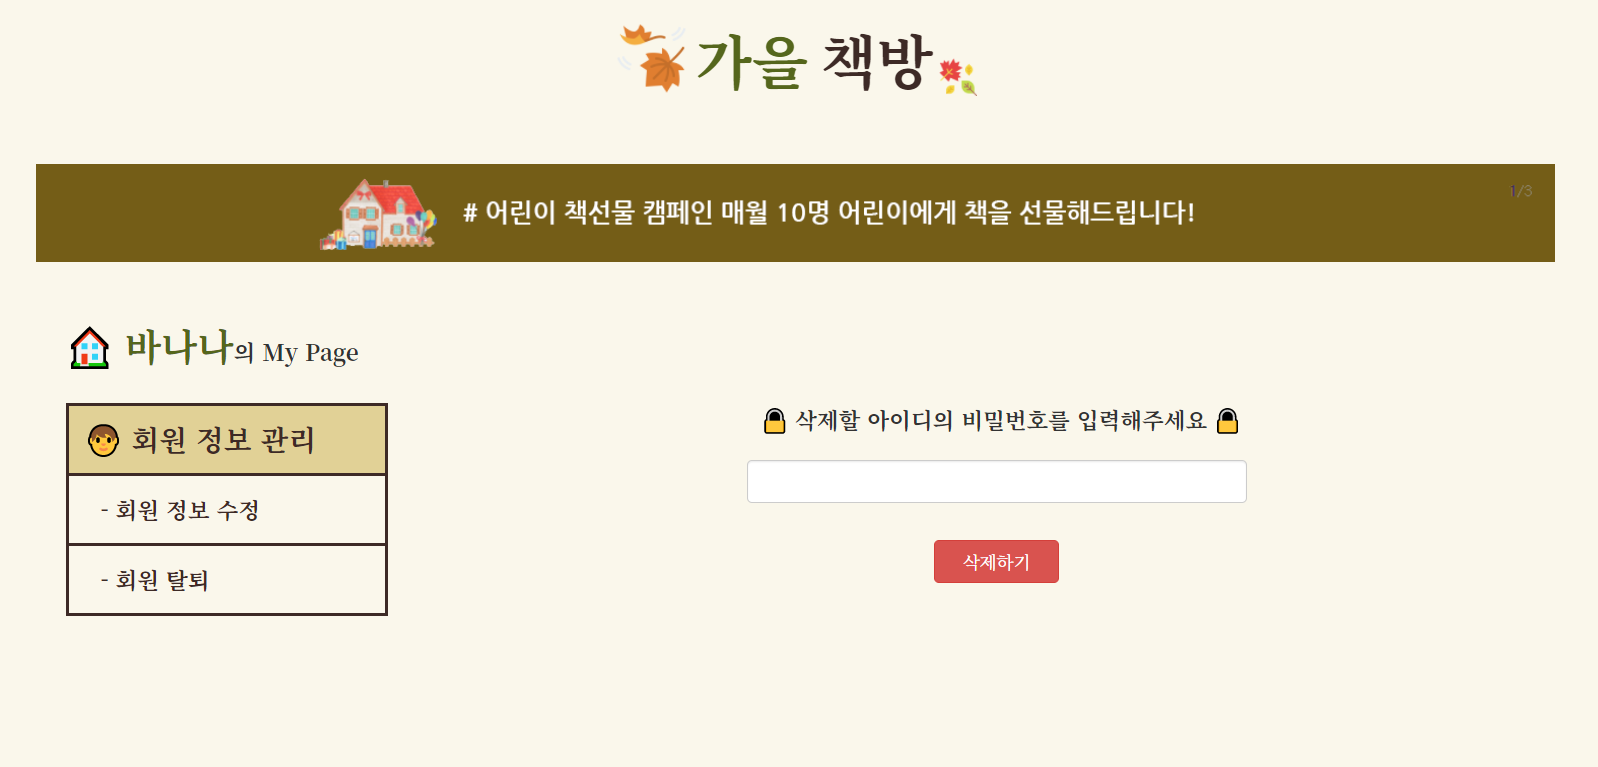 가을 책방
# 어린이 책선물 캠페인 매월 10명 어린이에게 책을 선물해드립니다!
1/3
바나나의 My Page
회원 정보 관리
- 회원 정보 수정
- 회원 탈퇴
삭제할 아이디의 비밀번호를 입력해주세요
삭제하기